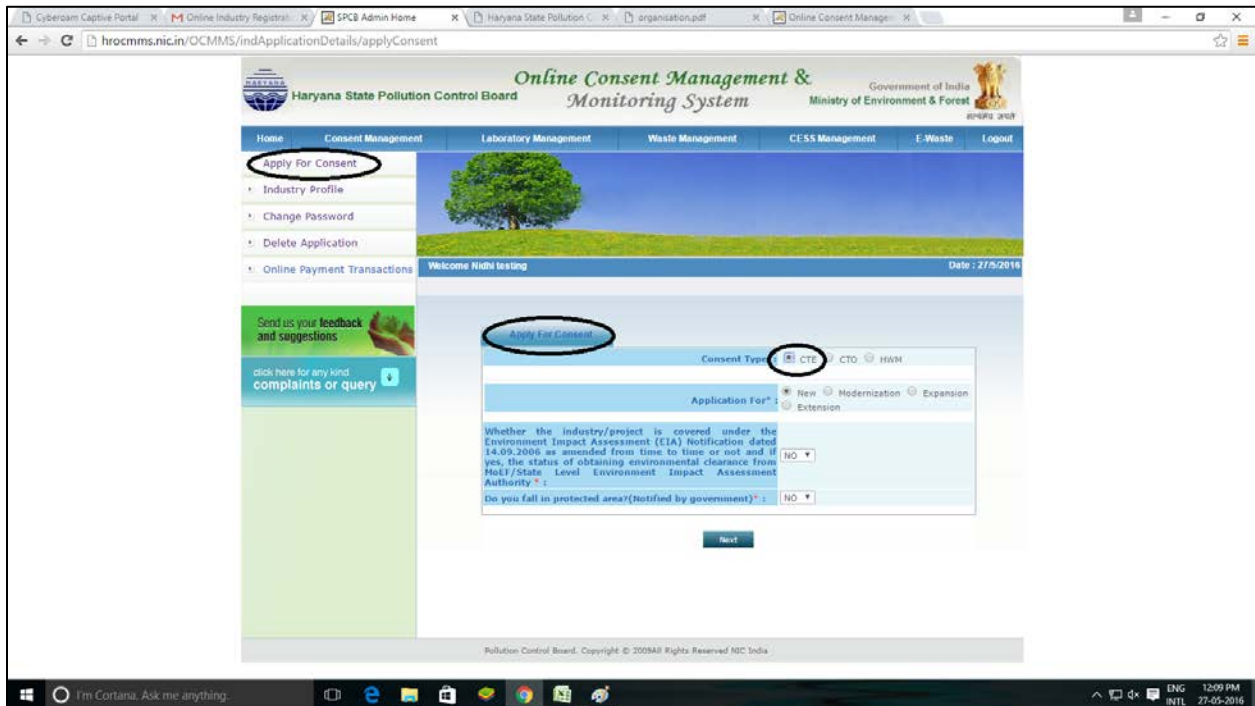 Cyberoam Captive Portal
Online Industry Registrat
SPCB Admin Home
Haryana State Pollution C
organisation.pdf
Online Consent Manage
hrocmms.nic.in/OCMMS/indApplicationDetails/applyConsent
HARYANA
Haryana State Pollution Control Board
Online Consent Management &
Monitoring System
Government of India
Ministry of Environment & Forest
सत्यमेव जयते
Home Consent Management Laboratory Management Waste Management CESS Management E-Waste Logout
Apply For Consent
Industry Profile
Change Password
Delete Application
Online Payment Transactions
Welcome Nidhi testing
Date : 27/5/2016
Send us your feedback
and suggestions
click here for any kind
complaints or query
Apply For Consent
Consent Type : CTE CTO HWM
Application For* : New Modernization Expansion
Extension
Whether the industry/project is covered under the
Environment Impact Assessment (EIA) Notification dated
14.09.2006 as amended from time to time or not and if
yes, the status of obtaining environmental clearance from
MoEF/State Level Environment Impact Assessment
Authority * :
NO
Do you fall in protected area?(Notified by government)* : NO
Next
Pollution Control Board. Copyright © 2009All Rights Reserved NIC India
I'm Cortana. Ask me anything.
ENG 12:09 PM
INTL 27-05-2016